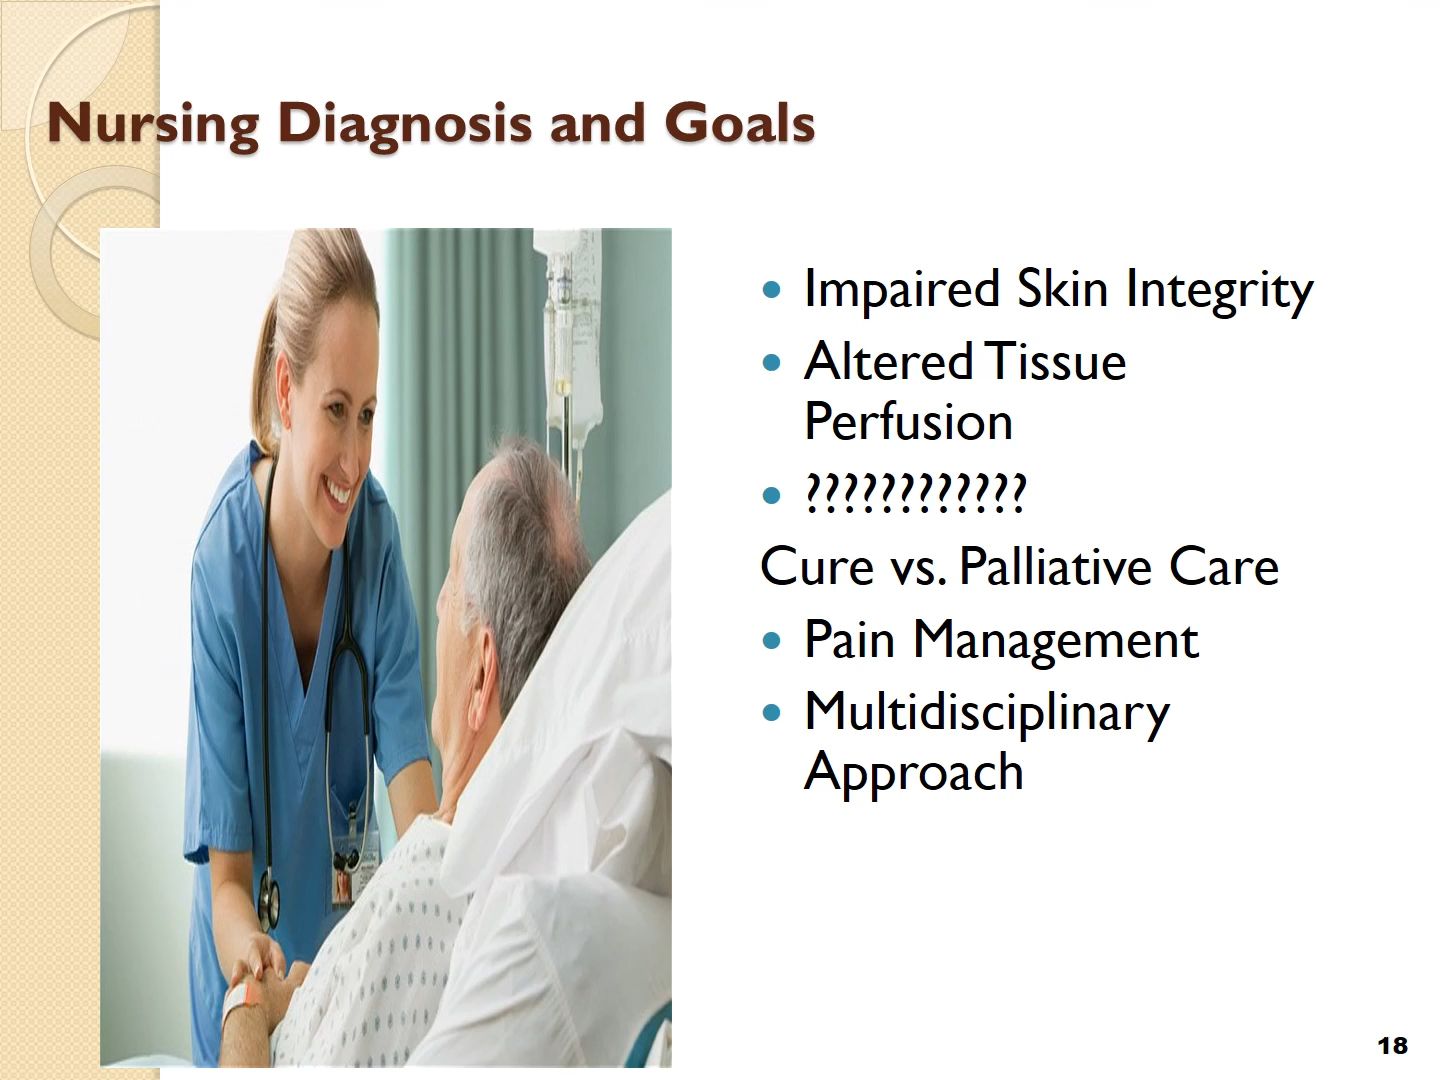 Nursing Diagnosis and Goals
• Impaired Skin Integrity
• Altered Tissue
Perfusion
• ????????????
Cure vs. Palliative Care
• Pain Management
• Multidisciplinary
Approach
18